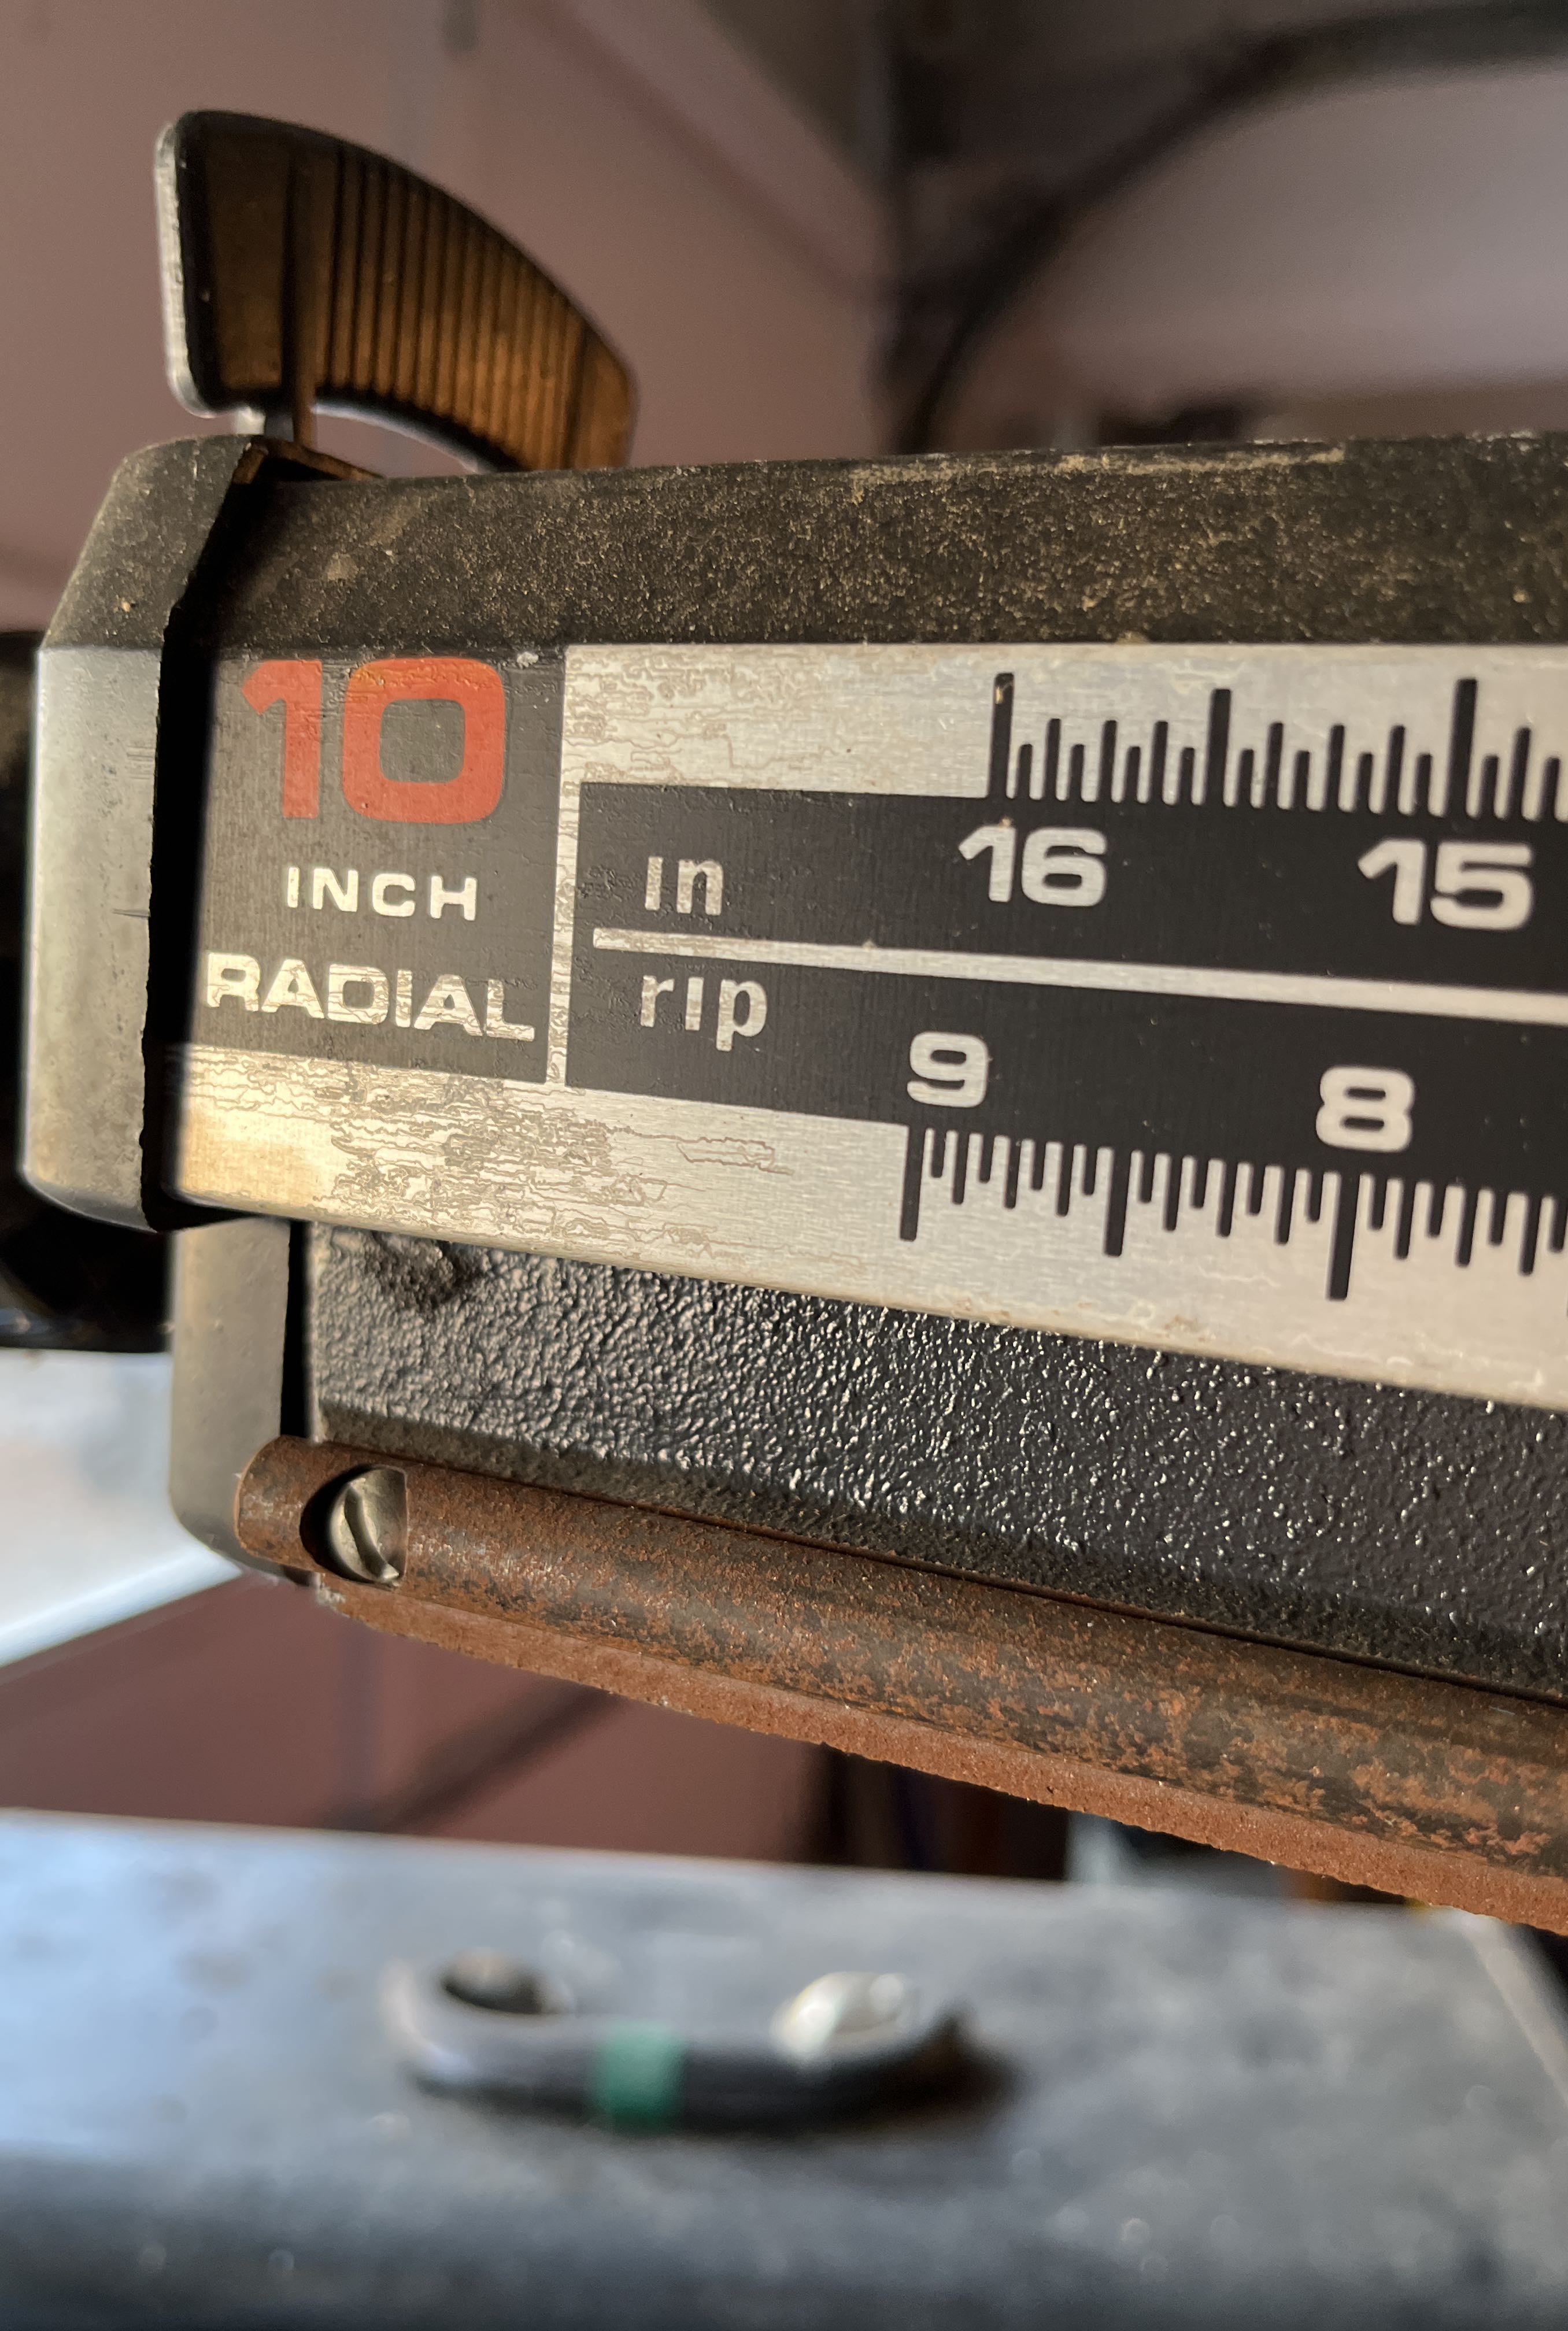 10
INCH
RADIAL
in 16 15
rip 9 8